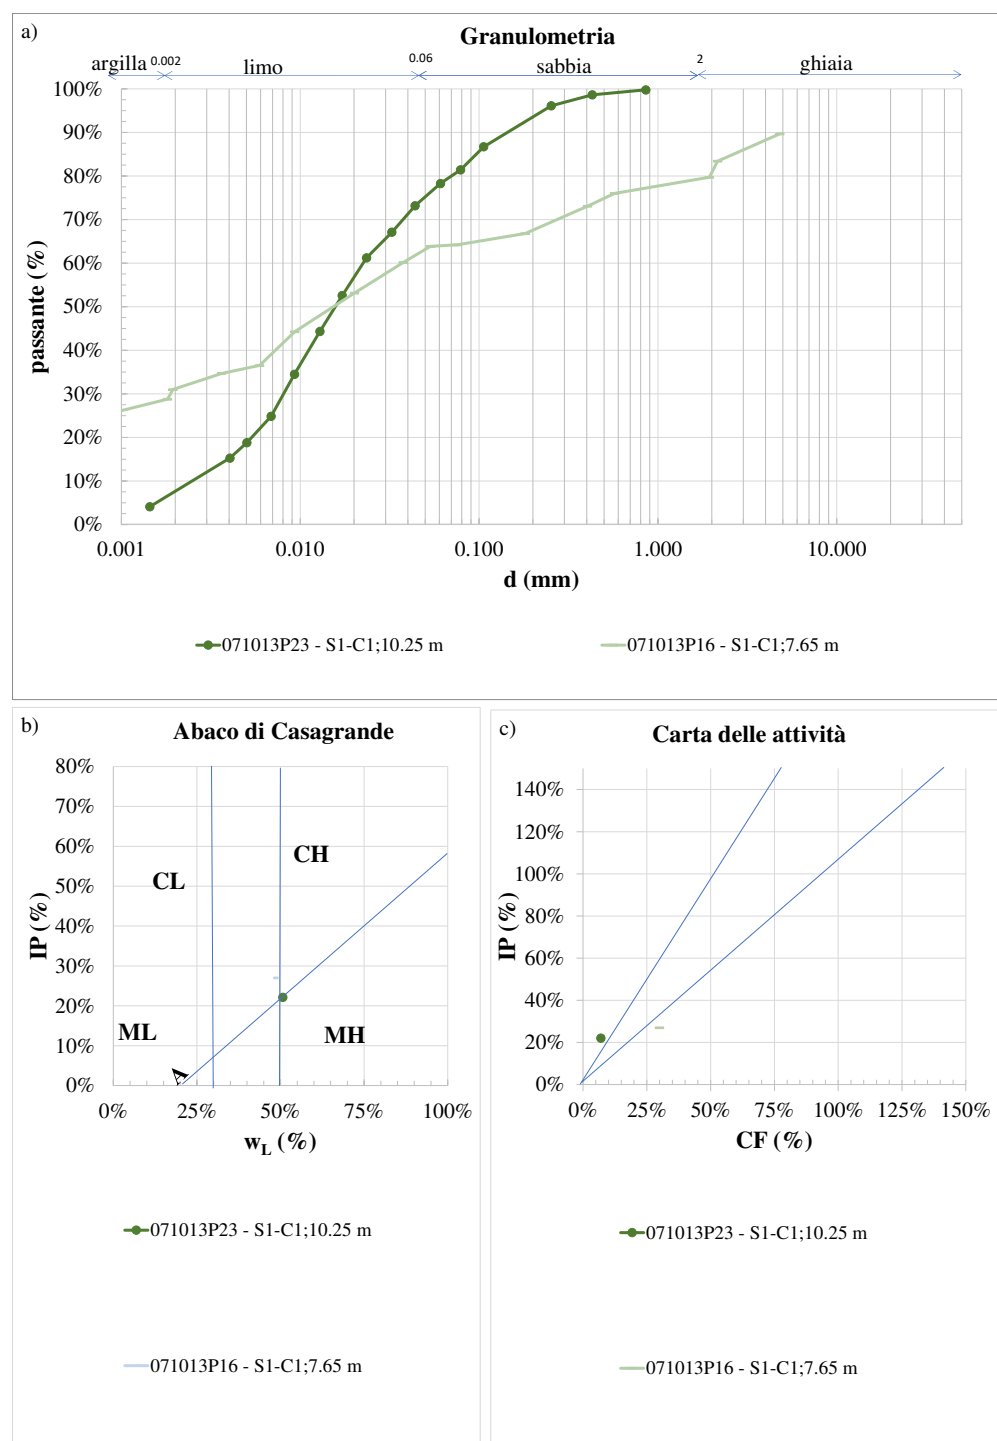 a)
Granulometria
argilla 0.002 limo 0.06 sabbia 2 ghiaia
100%
90%
80%
70%
60%
50%
40%
30%
20%
10%
0%
passante (%)
0.001 0.010 0.100 1.000 10.000
d (mm)
071013P23 - S1-C1;10.25 m 071013P16 - S1-C1;7.65 m
b)
Abaco di Casagrande
80%
70%
60%
50%
40%
30%
20%
10%
0%
IP (%)
CH
CL
ML
MH
A
0% 25% 50% 75% 100%
wL (%)
071013P23 - S1-C1;10.25 m
071013P16 - S1-C1;7.65 m
c)
Carta delle attività
140%
120%
100%
80%
60%
40%
20%
0%
IP (%)
0% 25% 50% 75% 100% 125% 150%
CF (%)
071013P23 - S1-C1;10.25 m
071013P16 - S1-C1;7.65 m